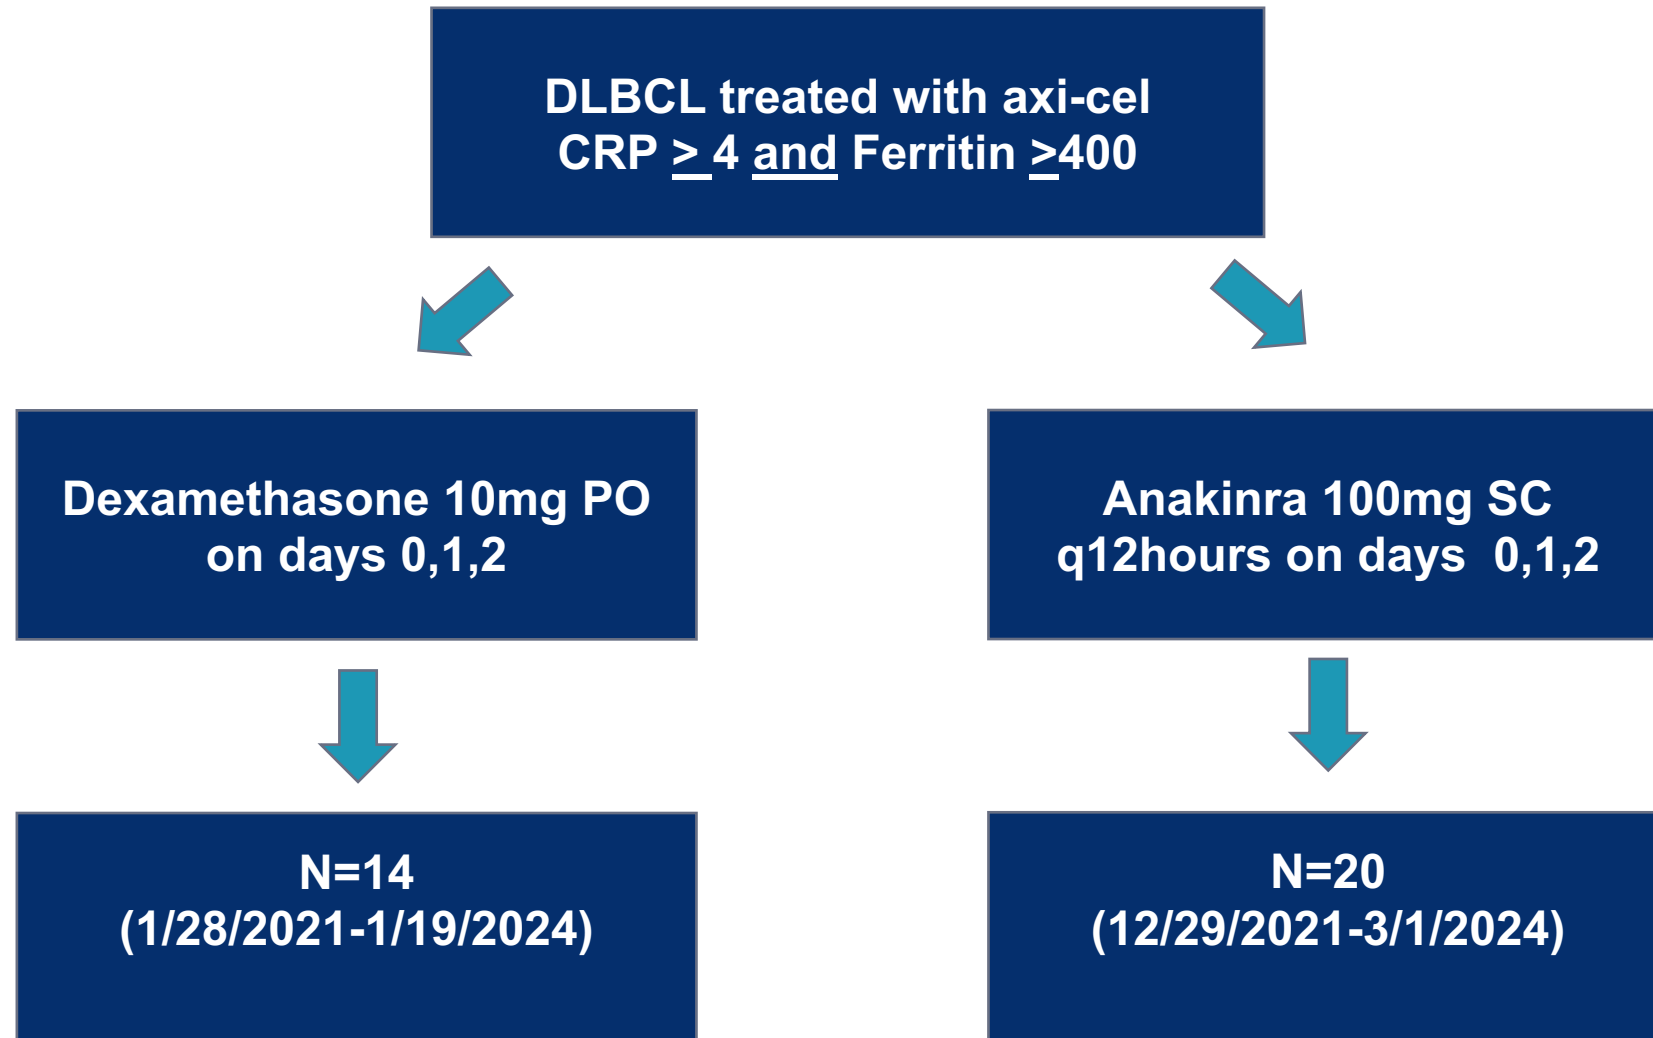 DLBCL treated with axi-cel
CRP > 4 and Ferritin >400
Dexamethasone 10mg PO
on days 0,1,2
Anakinra 100mg SC
q12hours on days  0,1,2
N=14
(1/28/2021-1/19/2024)
N=20
(12/29/2021-3/1/2024)